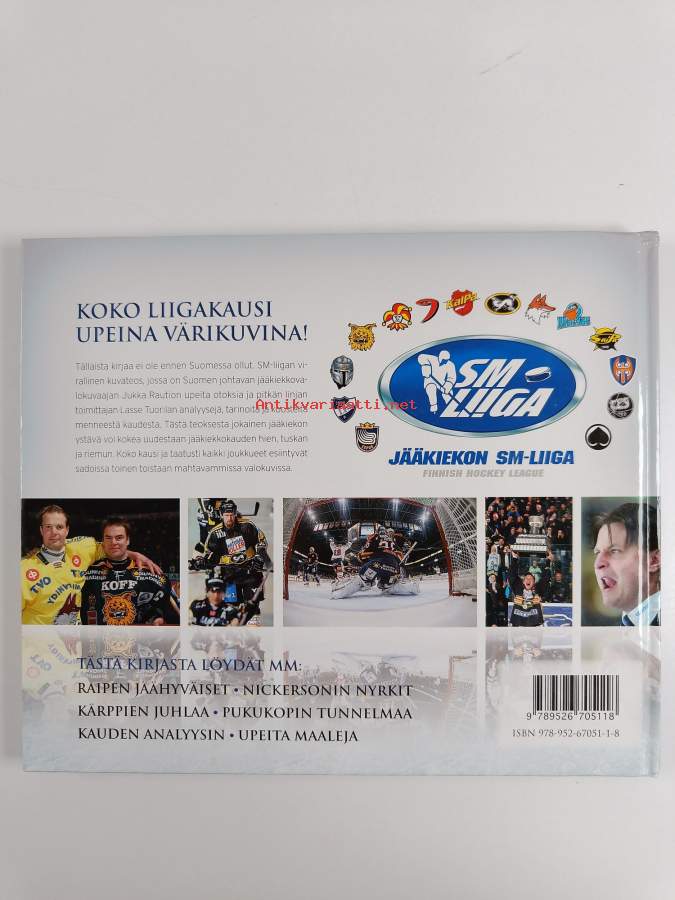 KOKO LIIGAKAUSI
UPEINA VÄRIKUVINA!
Tällaista kirjaa ei ole ennen Suomessa ollut. SM-liigan vi-
rallinen kuvateos, jossa on Suomen johtavan jääkiekkova-
lokuvaajan Jukka Raution upeita otoksia ja pitkän linjan
toimittajan Lasse Tuorilan analyysejä, tarinoita ja koosteita
menneestä kaudesta. Tästä teoksesta jokainen jääkiekon
ystävä voi kokea uudestaan jääkiekkokauden hien, tuskan
ja riemun. Koko kausi ja taatusti kaikki joukkueet esiintyvät
sadoissa toinen toistaan mahtavammissa valokuvissa.
Antikvariaatti.net
KalPa
SM
LIIGA
JÄÄKIEKON SM-LIIGA
FINNISH HOCKEY LEAGUE
TVO
KOFF
TÄSTÄ KIRJASTA LÖYDÄT MM:
RAIPEN JÄÄHYVÄISET • NICKERSONIN NYRKIT
KÄRPPIEN JUHLAA • PUKUKOPIN TUNNELMAA
KAUDEN ANALYYSIN • UPEITA MAALEJA
9 789526 705118
ISBN 978-952-67051-1-8